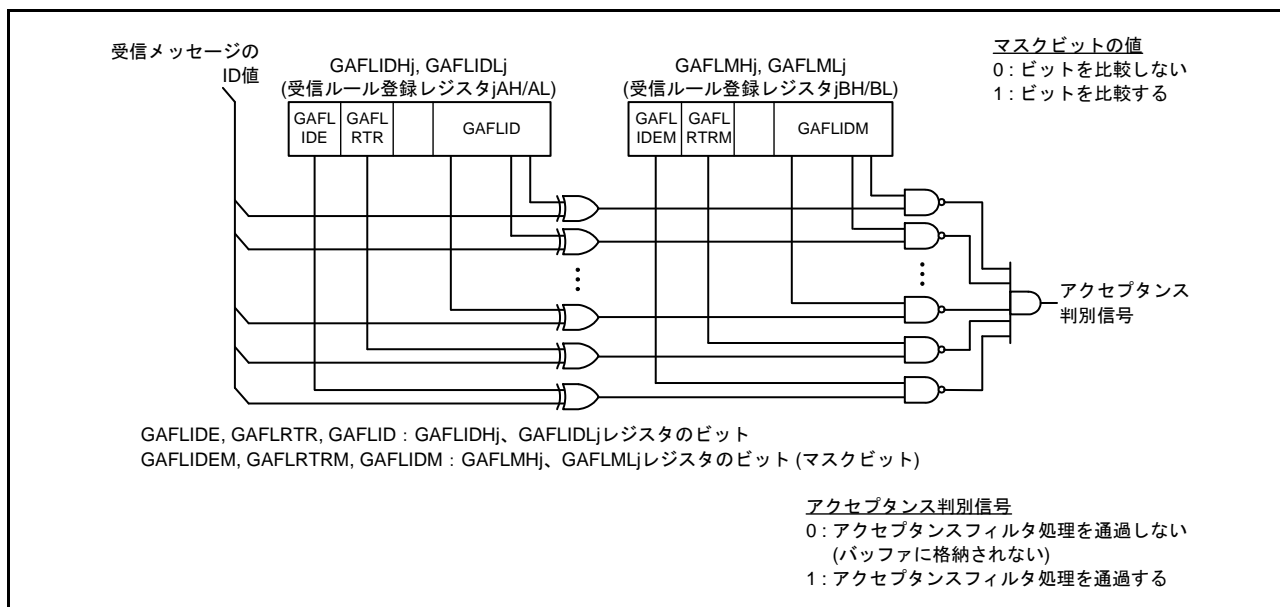 受信メッセージの
ID値
GAFLIDHj, GAFLIDLj
(受信ルール登録レジスタjAH/AL)
GAFL
IDE
GAFL
RTR
GAFLID
GAFLMHj, GAFLMLj
(受信ルール登録レジスタjBH/BL)
GAFL
IDEM
GAFL
RTRM
GAFLIDM
マスクビットの値
0 : ビットを比較しない
1 : ビットを比較する
アクセプタンス
判別信号
GAFLIDE, GAFLRTR, GAFLID : GAFLIDHj、GAFLIDLjレジスタのビット
GAFLIDEM, GAFLRTRM, GAFLIDM : GAFLMHj、GAFLMLjレジスタのビット (マスクビット)
アクセプタンス判別信号
0 : アクセプタンスフィルタ処理を通過しない
(バッファに格納されない)
1 : アクセプタンスフィルタ処理を通過する